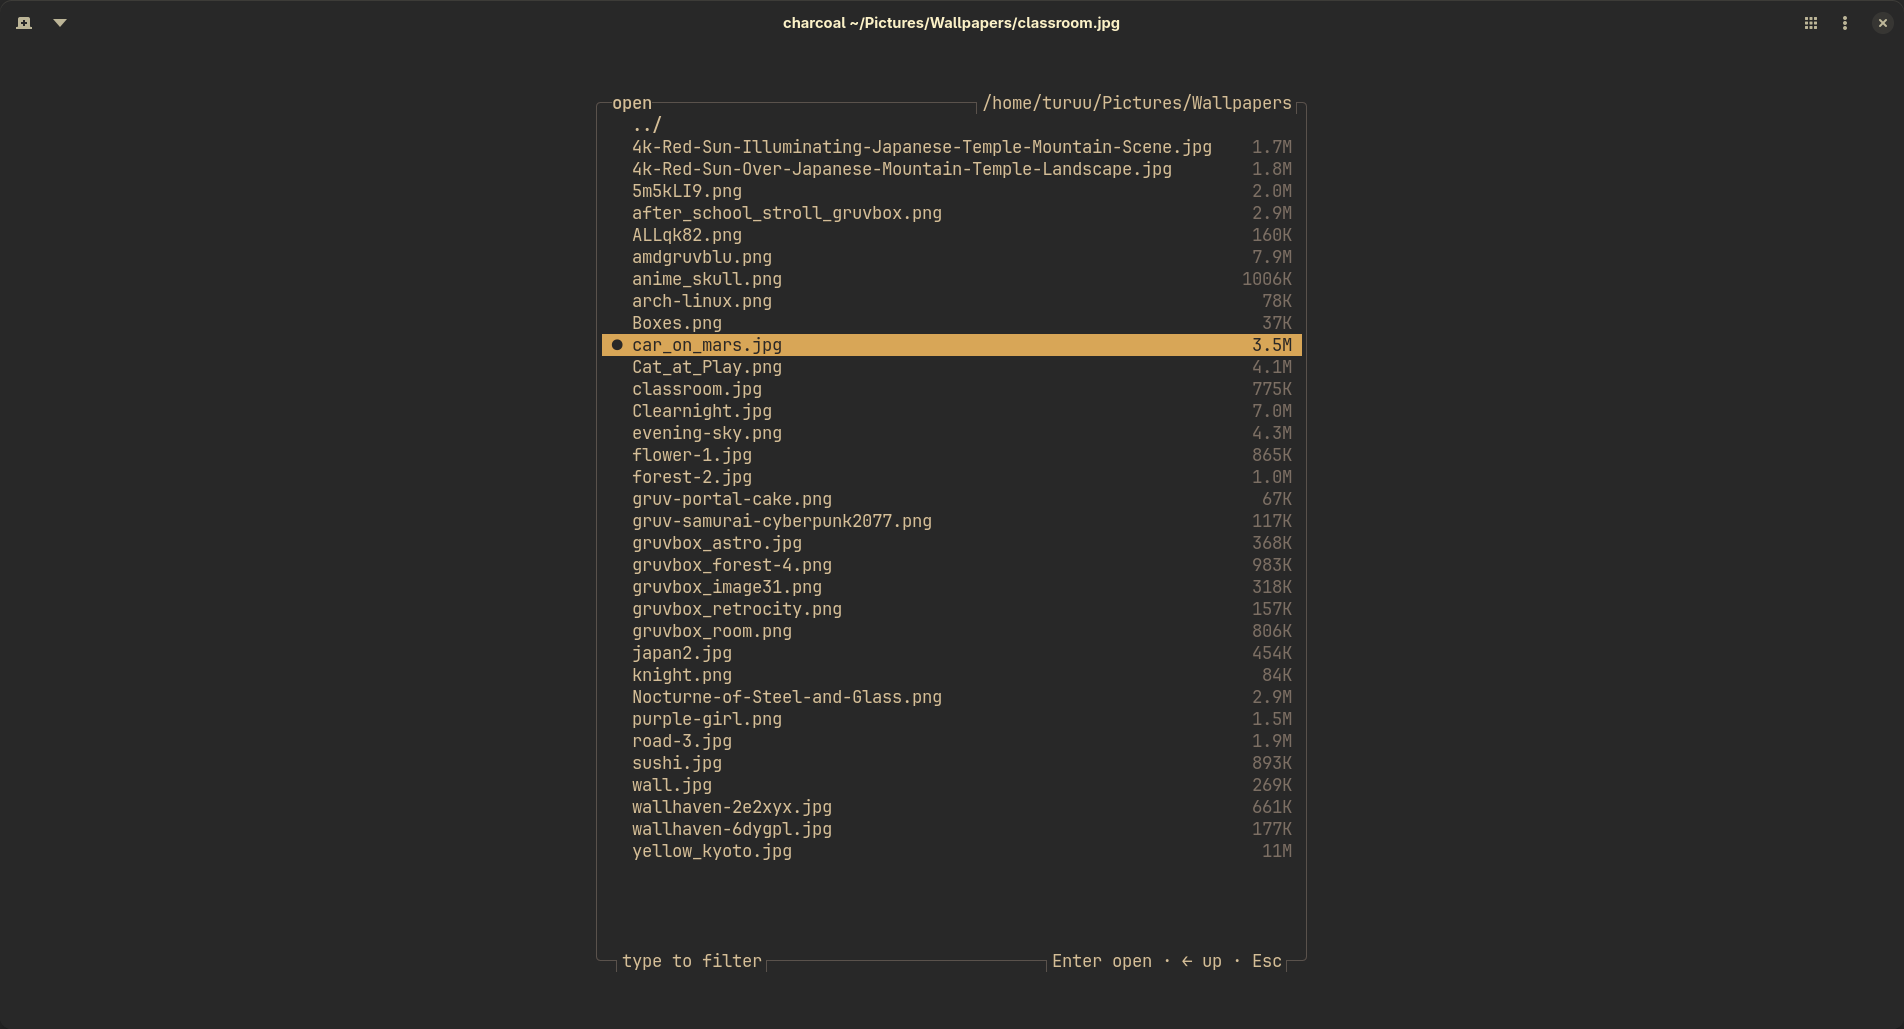 charcoal ~/Pictures/Wallpapers/classroom.jpg
open /home/turuu/Pictures/Wallpapers
../
4k-Red-Sun-Illuminating-Japanese-Temple-Mountain-Scene.jpg 1.7M
4k-Red-Sun-Over-Japanese-Mountain-Temple-Landscape.jpg 1.8M
5m5kLI9.png 2.0M
after_school_stroll_gruvbox.png 2.9M
ALLqk82.png 160K
amdgruvblu.png 7.9M
anime_skull.png 1006K
arch-linux.png 78K
Boxes.png 37K
● car_on_mars.jpg 3.5M
Cat_at_Play.png 4.1M
classroom.jpg 775K
Clearnight.jpg 7.0M
evening-sky.png 4.3M
flower-1.jpg 865K
forest-2.jpg 1.0M
gruv-portal-cake.png 67K
gruv-samurai-cyberpunk2077.png 117K
gruvbox_astro.jpg 368K
gruvbox_forest-4.png 983K
gruvbox_image31.png 318K
gruvbox_retrocity.png 157K
gruvbox_room.png 806K
japan2.jpg 454K
knight.png 84K
Nocturne-of-Steel-and-Glass.png 2.9M
purple-girl.png 1.5M
road-3.jpg 1.9M
sushi.jpg 893K
wall.jpg 269K
wallhaven-2e2xyx.jpg 661K
wallhaven-6dygpl.jpg 177K
yellow_kyoto.jpg 11M
type to filter Enter open · ← up · Esc